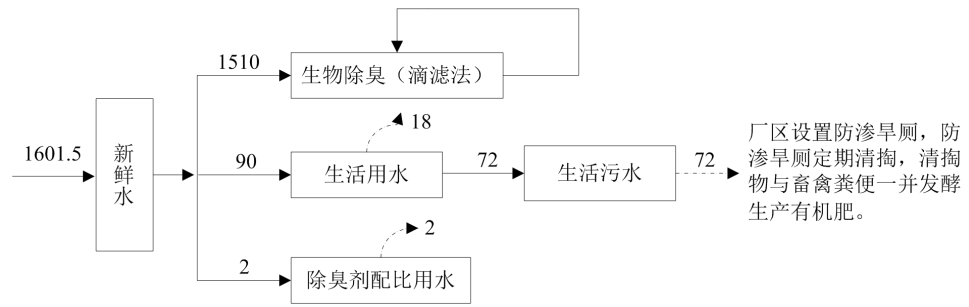 1510
生物除臭（滴滤法）
18
1601.5
新鲜水
90
生活用水
72
生活污水
72
厂区设置防渗旱厕，防
渗旱厕定期清掏，清掏
物与畜禽粪便一并发酵
生产有机肥。
2
2
除臭剂配比用水